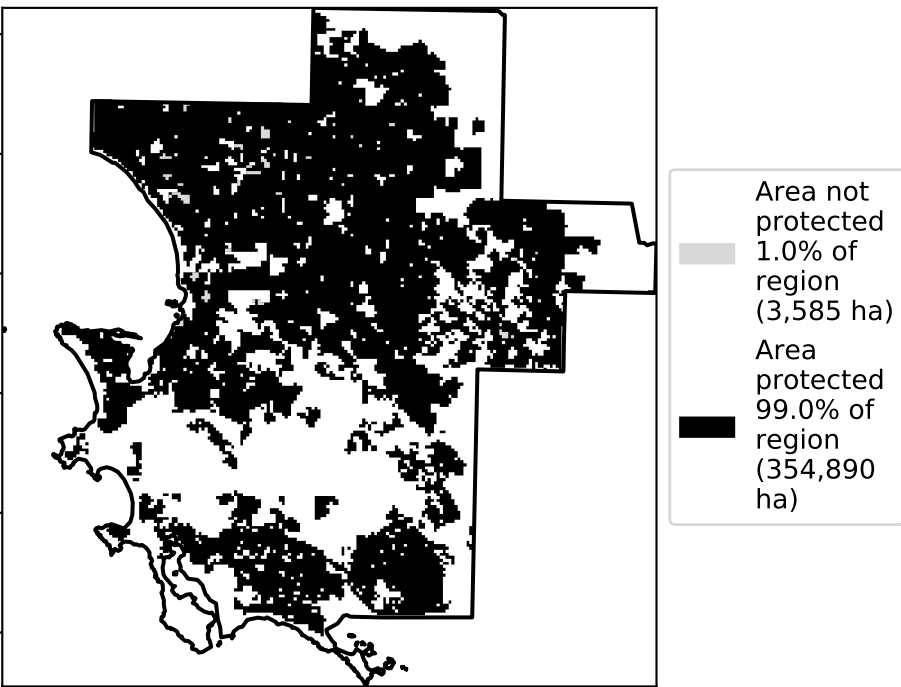 Area not
protected
1.0% of
region
(3,585 ha)
Area
protected
99.0% of
region
(354,890
ha)